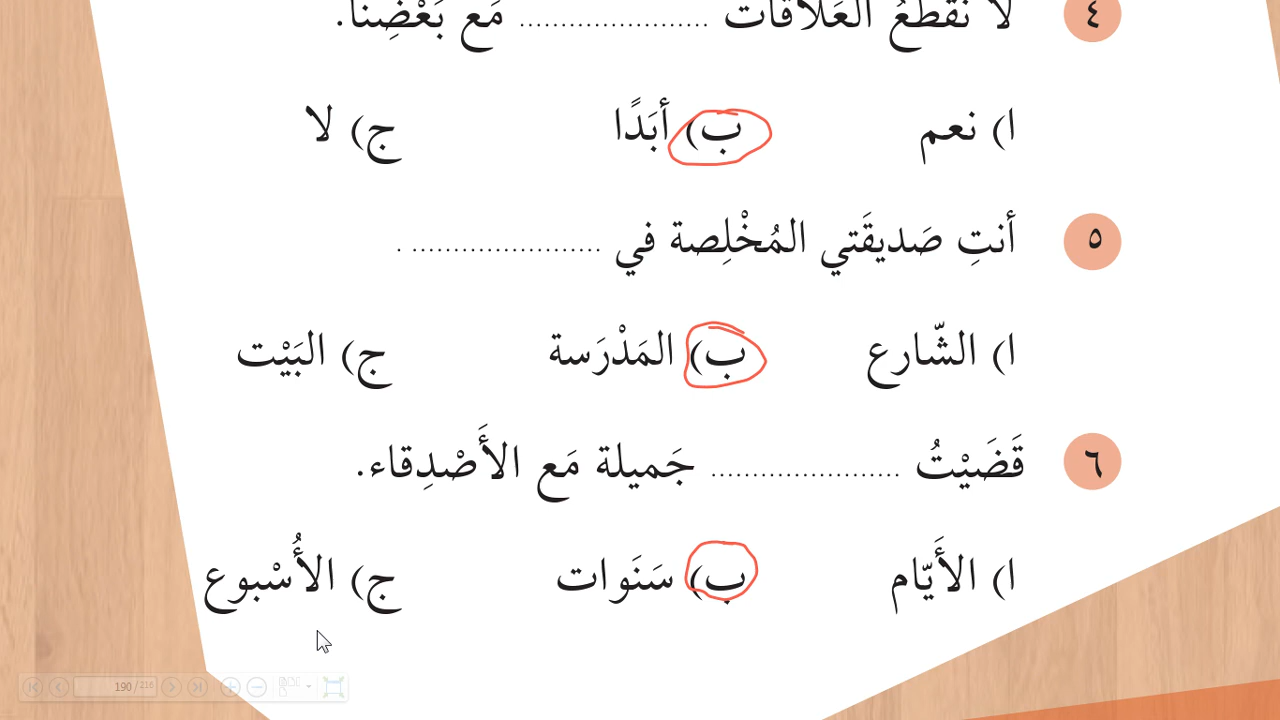 ٤ لا نَقْطَعُ العَلاقات ...................... مَع بَعْضِنا.
ا) نعم ب) أبَدًا ج) لا
٥ أنتِ صَديقَتي المُخْلِصة في ...................... .
ا) الشّارع ب) المَدْرَسة ج) البَيْت
٦ قَضَيْتُ ...................... جَميلة مَع الأَصْدِقاء.
ا) الأَيّام ب) سَنَوات ج) الأُسْبوع
190 / 216